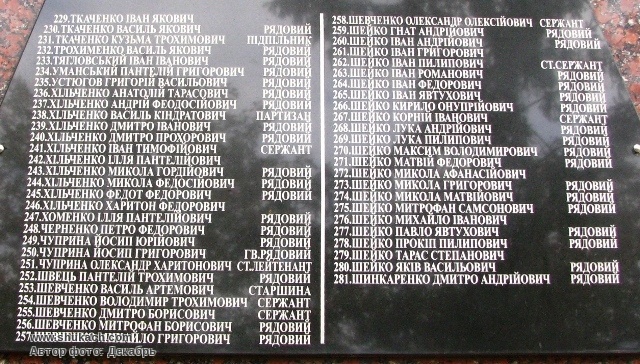 229.ТКАЧЕНКО ІВАН ЯКОВИЧ
230.ТКАЧЕНКО ВАСИЛЬ ЯКОВИЧ РЯДОВИЙ
231.ТКАЧЕНКО КУЗЬМА ТРОХИМОВИЧ ПІДПІЛЬНИК
232.ТРОХИМЕНКО ВАСИЛЬ ЯКОВИЧ РЯДОВИЙ
233.ТЯГЛОВСЬКИЙ ІВАН ІВАНОВИЧ РЯДОВИЙ
234.УМАНСЬКИЙ ПАНТЕЛІЙ ГРИГОРОВИЧ РЯДОВИЙ
235.УСТЮГОВ ГРИГОРІЙ ВАСИЛЬОВИЧ РЯДОВИЙ
236.ХІЛЬЧЕНКО АНАТОЛІЙ ТАРАСОВИЧ РЯДОВИЙ
237.ХІЛЬЧЕНКО АНДРІЙ ФЕОДОСІЙОВИЧ РЯДОВИЙ
238.ХІЛЬЧЕНКО ВАСИЛЬ КІНДРАТОВИЧ ПАРТИЗАН
239.ХІЛЬЧЕНКО ДМИТРО ІВАНОВИЧ РЯДОВИЙ
240.ХІЛЬЧЕНКО ДМИТРО ПРОХОРОВИЧ РЯДОВИЙ
241.ХІЛЬЧЕНКО ІВАН ТИМОФІЙОВИЧ СЕРЖАНТ
242.ХІЛЬЧЕНКО ІЛЛЯ ПАНТЕЛІЙОВИЧ
243.ХІЛЬЧЕНКО МИКОЛА ГОРДІЙОВИЧ РЯДОВИЙ
244.ХІЛЬЧЕНКО МИКОЛА ФЕДОСІЙОВИЧ РЯДОВИЙ
245.ХІЛЬЧЕНКО ФЕДОТ ФЕДОРОВИЧ РЯДОВИЙ
246.ХІЛЬЧЕНКО ХАРИТОН ФЕДОРОВИЧ
247.ХОМЕНКО ІЛЛЯ ПАНТЕЛІЙОВИЧ РЯДОВИЙ
248.ЧЕРНЕНКО ПЕТРО ФЕДОРОВИЧ РЯДОВИЙ
249.ЧУПРИНА ЙОСИП ЮРІЙОВИЧ РЯДОВИЙ
250.ЧУПРИНА ЙОСИП ГРИГОРОВИЧ ГВ.РЯДОВИЙ
251.ЧУПРИНА ОЛЕКСАНДР ХАРИТОНОВИЧ СТ.ЛЕЙТЕНАНТ
252.ШВЕЦЬ ПАНТЕЛІЙ ТРОХИМОВИЧ РЯДОВИЙ
253.ШЕВЧЕНКО ВАСИЛЬ АРТЕМОВИЧ СТАРШИНА
254.ШЕВЧЕНКО ВОЛОДИМИР ТРОХИМОВИЧ СЕРЖАНТ
255.ШЕВЧЕНКО ДМИТРО БОРИСОВИЧ СЕРЖАНТ
256.ШЕВЧЕНКО МИТРОФАН БОРИСОВИЧ РЯДОВИЙ
257 ГРИГОРОВИЧ РЯДОВИЙ
258.ШЕВЧЕНКО ОЛЕКСАНДР ОЛЕКСІЙОВИЧ СЕРЖАНТ
259.ШЕЙКО ГНАТ АНДРІЙОВИЧ РЯДОВИЙ
260.ШЕЙКО ІВАН АНДРІЙОВИЧ РЯДОВИЙ
261.ШЕЙКО ІВАН ГРИГОРОВИЧ
262.ШЕЙКО ІВАН ПИЛИПОВИЧ СТ.СЕРЖАНТ
263.ШЕЙКО ІВАН РОМАНОВИЧ РЯДОВИЙ
264.ШЕЙКО ІВАН ФЕДОРОВИЧ РЯДОВИЙ
265.ШЕЙКО ІВАН ЯВТУХОВИЧ РЯДОВИЙ
266.ШЕЙКО КИРИЛО ОНУПРІЙОВИЧ РЯДОВИЙ
267.ШЕЙКО КОРНІЙ ІВАНОВИЧ СЕРЖАНТ
268.ШЕЙКО ЛУКА АНДРІЙОВИЧ РЯДОВИЙ
269.ШЕЙКО ЛУКА ПИЛИПОВИЧ РЯДОВИЙ
270.ШЕЙКО МАКСИМ ВОЛОДИМИРОВИЧ РЯДОВИЙ
271.ШЕЙКО МАТВІЙ ФЕДОРОВИЧ РЯДОВИЙ
272.ШЕЙКО МИКОЛА АФАНАСІЙОВИЧ
273.ШЕЙКО МИКОЛА ГРИГОРОВИЧ РЯДОВИЙ
274.ШЕЙКО МИКОЛА МАТВІЙОВИЧ РЯДОВИЙ
275.ШЕЙКО МИТРОФАН САМСОНОВИЧ РЯДОВИЙ
276.ШЕЙКО МИХАЙЛО ІВАНОВИЧ
277.ШЕЙКО ПАВЛО ЯВТУХОВИЧ РЯДОВИЙ
278.ШЕЙКО ПРОКІП ПИЛИПОВИЧ РЯДОВИЙ
279.ШЕЙКО ТАРАС СТЕПАНОВИЧ
280.ШЕЙКО ЯКІВ ВАСИЛЬОВИЧ РЯДОВИЙ
281.ШИНКАРЕНКО ДМИТРО АНДРІЙОВИЧ РЯДОВИЙ
www.shukach.com
Автор фото: Декабрь